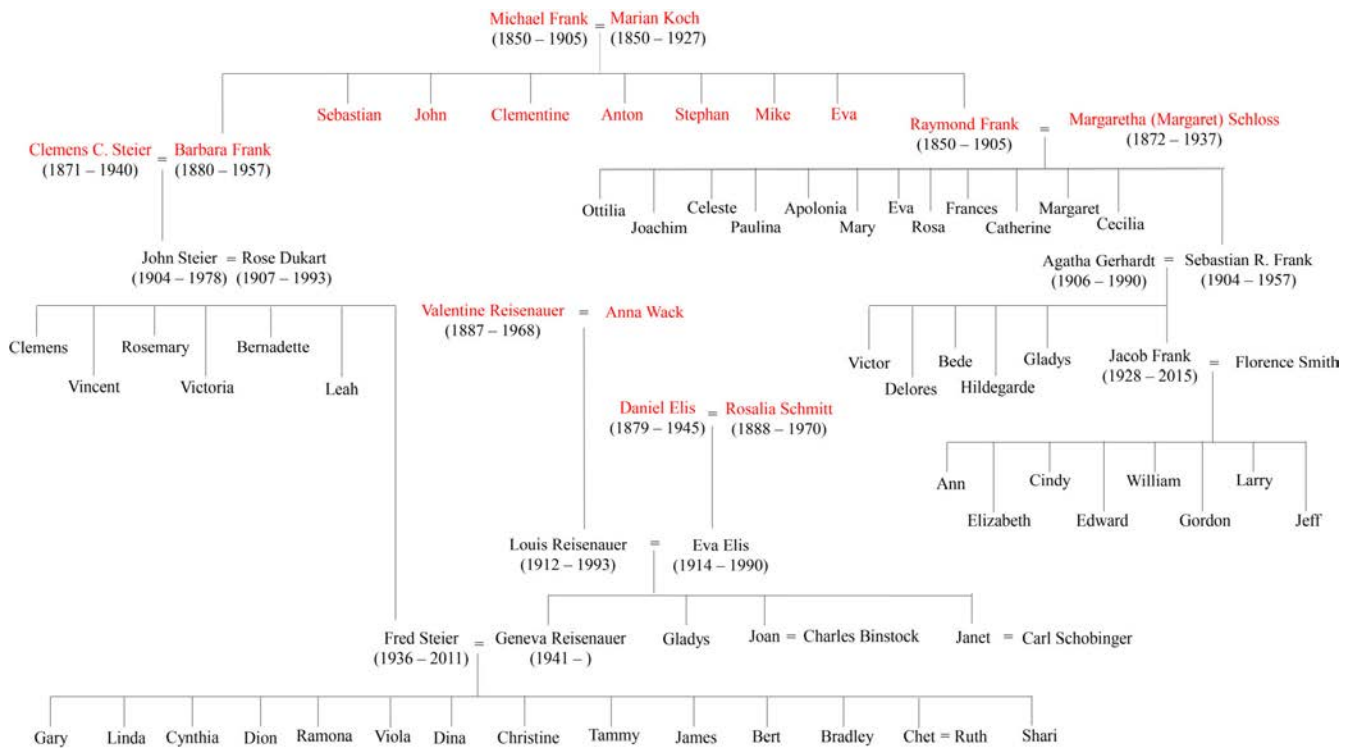 Michael Frank = Marian Koch
(1850 – 1905) (1850 – 1927)
Sebastian John Clementine Anton Stephan Mike Eva
Raymond Frank = Margaretha (Margaret) Schloss
(1850 – 1905) (1872 – 1937)
Clemens C. Steier = Barbara Frank
(1871 – 1940) (1880 – 1957)
Ottilia Joachim Celeste Paulina Apolonia Mary Eva Rosa Frances Catherine Margaret Cecilia
John Steier = Rose Dukart
(1904 – 1978) (1907 – 1993)
Agatha Gerhardt = Sebastian R. Frank
(1906 – 1990) (1904 – 1957)
Valentine Reisenauer = Anna Wack
(1887 – 1968)
Clemens Vincent Rosemary Victoria Bernadette Leah
Victor Delores Bede Hildegarde Gladys
Jacob Frank = Florence Smith
(1928 – 2015)
Daniel Elis = Rosalia Schmitt
(1879 – 1945) (1888 – 1970)
Ann Elizabeth Cindy Edward William Gordon Larry Jeff
Louis Reisenauer = Eva Elis
(1912 – 1993) (1914 – 1990)
Fred Steier = Geneva Reisenauer Gladys Joan = Charles Binstock Janet = Carl Schobinger
(1936 – 2011) (1941 – )
Gary Linda Cynthia Dion Ramona Viola Dina Christine Tammy James Bert Bradley Chet = Ruth Shari